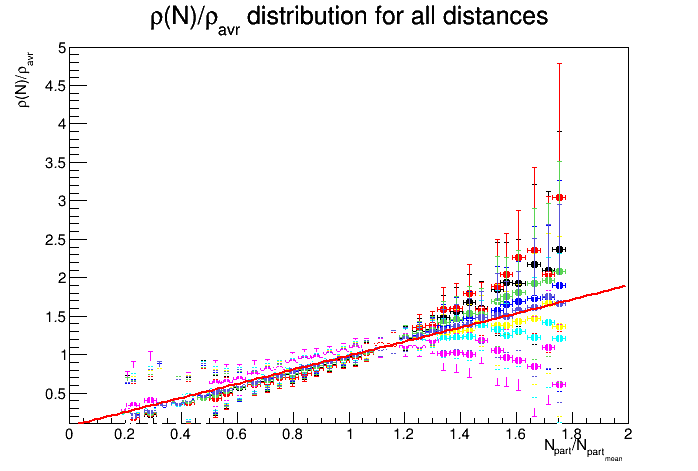 ρ(N)/ρavr distribution for all distances
ρ(N)/ρavr
5
4.5
4
3.5
3
2.5
2
1.5
1
0.5
0 0.2 0.4 0.6 0.8 1 1.2 1.4 1.6 1.8 2
Npart/Npartmean